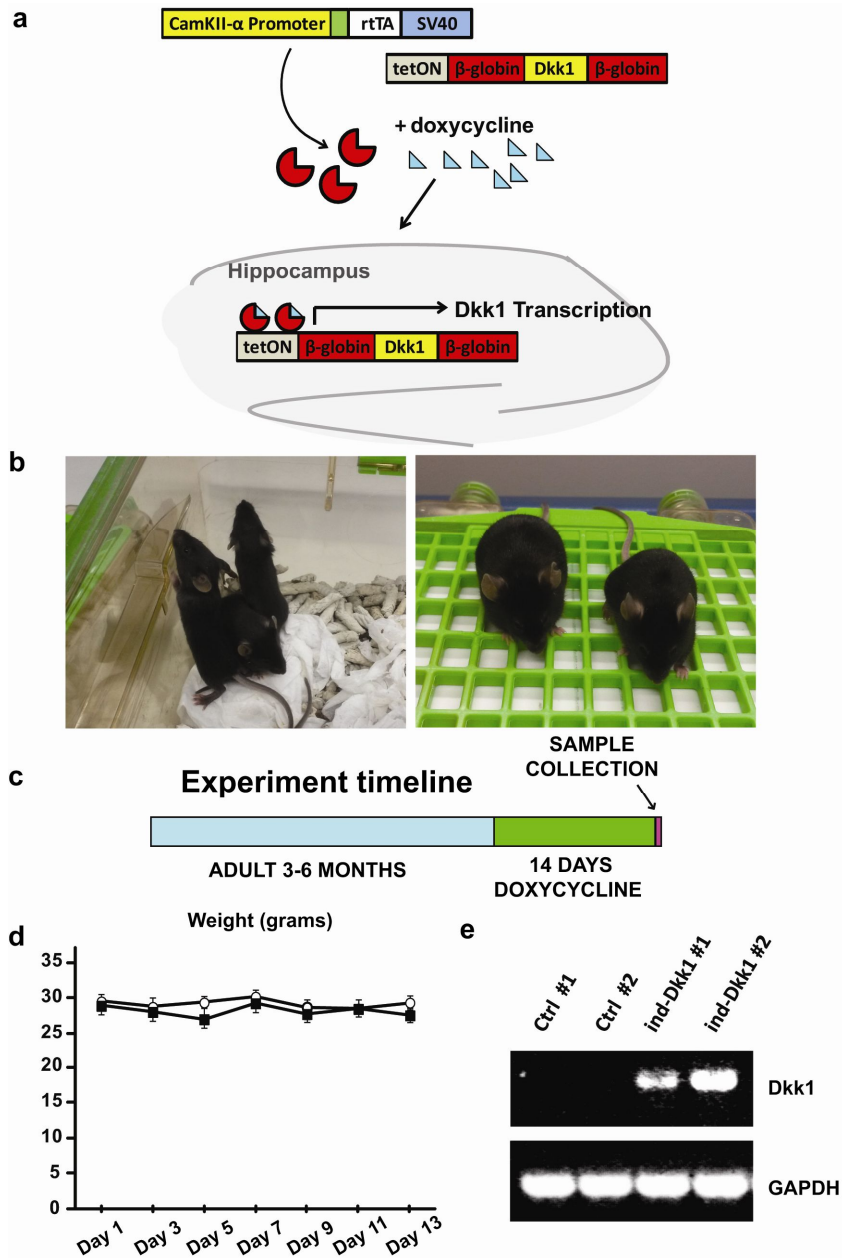 a
CamKII-α Promoter rtTA SV40
tetON β-globin Dkk1 β-globin
+ doxycycline
Hippocampus
Dkk1 Transcription
tetON β-globin Dkk1 β-globin
b
SAMPLE
COLLECTION
c
Experiment timeline
ADULT 3-6 MONTHS
14 DAYS
DOXYCYCLINE
d
Weight (grams)
35
30
25
20
15
10
5
0
Day 1 Day 3 Day 5 Day 7 Day 9 Day 11 Day 13
e
Ctrl #1 Ctrl #2 ind-Dkk1 #1 ind-Dkk1 #2
Dkk1
GAPDH